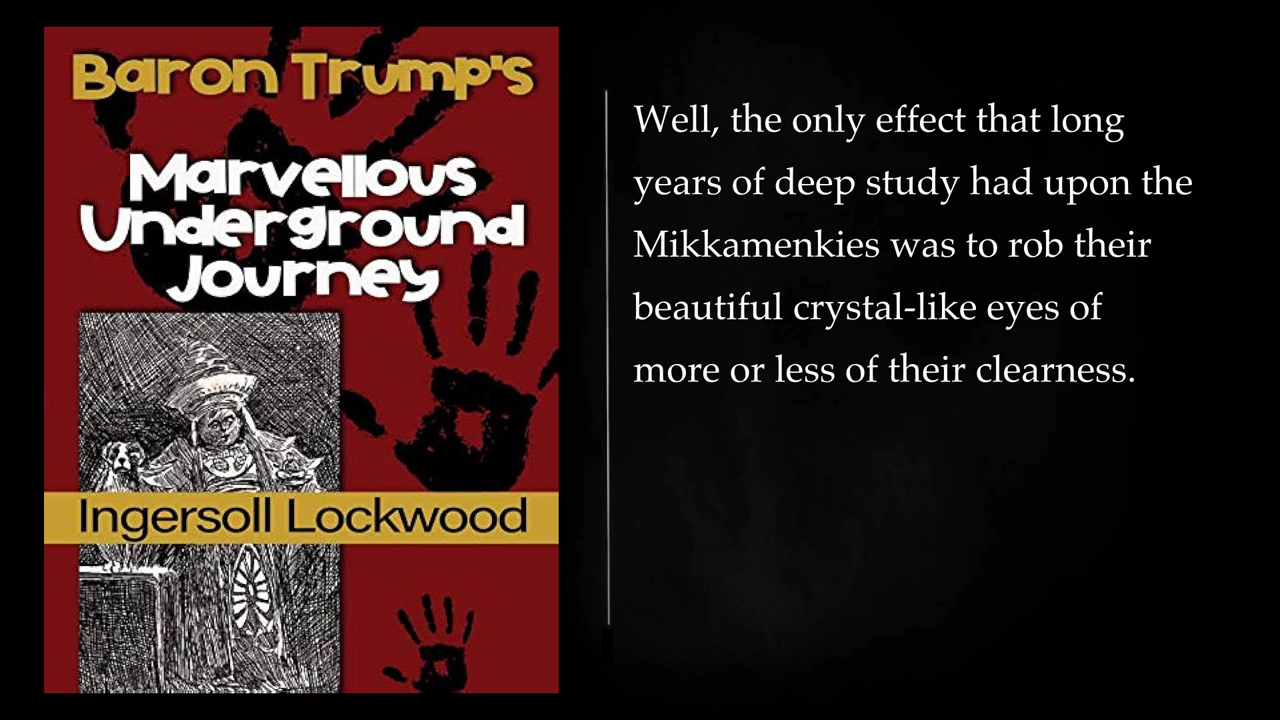 Baron Trump's
Marvellous
Underground
Journey
Ingersoll Lockwood
Well, the only effect that long
years of deep study had upon the
Mikkamenkies was to rob their
beautiful crystal-like eyes of
more or less of their clearness.